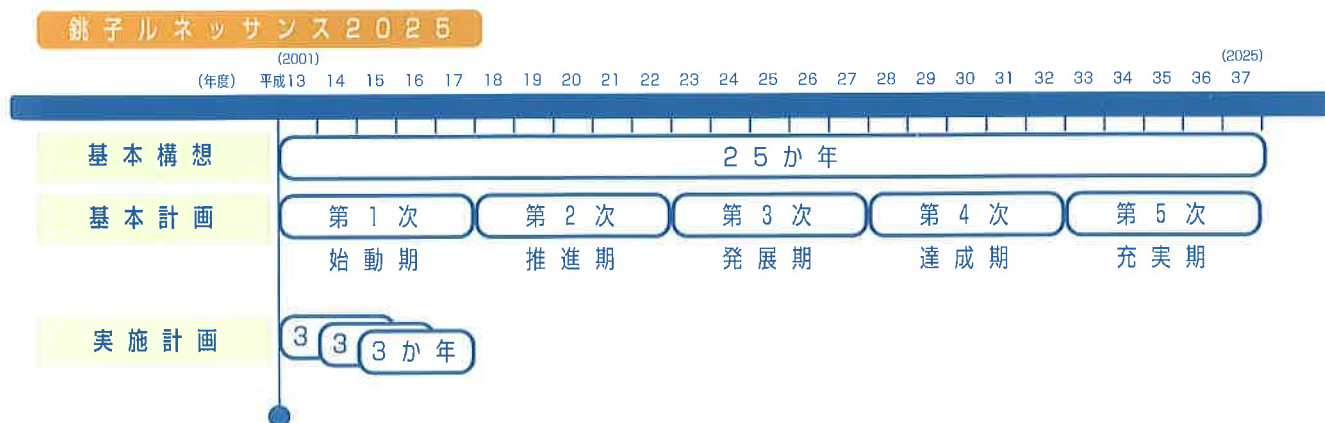 銚子ルネッサンス2025
(2001) (2025)
(年度) 平成13 14 15 16 17 18 19 20 21 22 23 24 25 26 27 28 29 30 31 32 33 34 35 36 37
基本構想 25か年
基本計画 第1次 第2次 第3次 第4次 第5次
始動期 推進期 発展期 達成期 充実期
実施計画 3 3 3か年